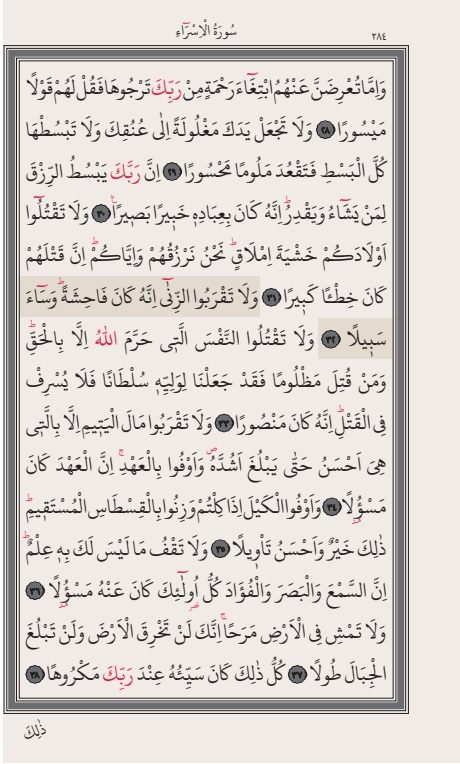 سُورَةُ الْاِسْرَٓاءِ
٢٨٤
وَاِمَّا تُعْرِضَنَّ عَنْهُمُ ابْتِغَٓاءَ رَحْمَةٍ مِنْ رَبِّكَ تَرْجُوهَا فَقُلْ لَهُمْ قَوْلًا
مَيْسُورًا ﴿٢٨﴾ وَلَا تَجْعَلْ يَدَكَ مَغْلُولَةً اِلٰى عُنُقِكَ وَلَا تَبْسُطْهَا
كُلَّ الْبَسْطِ فَتَقْعُدَ مَلُومًا مَحْسُورًا ﴿٢٩﴾ اِنَّ رَبَّكَ يَبْسُطُ الرِّزْقَ
لِمَنْ يَشَٓاءُ وَيَقْدِرُۜ اِنَّهُ كَانَ بِعِبَادِه۪ خَب۪يرًا بَص۪يرًا۟ ﴿٣٠﴾ وَلَا تَقْتُلُٓوا
اَوْلَادَكُمْ خَشْيَةَ اِمْلَاقٍۜ نَحْنُ نَرْزُقُهُمْ وَاِيَّاكُمْۜ اِنَّ قَتْلَهُمْ
كَانَ خِطْـًٔا كَب۪يرًا ﴿٣١﴾ وَلَا تَقْرَبُوا الزِّنٰٓى اِنَّهُ كَانَ فَاحِشَةًۜ وَسَٓاءَ
سَب۪يلًا ﴿٣٢﴾ وَلَا تَقْتُلُوا النَّفْسَ الَّت۪ي حَرَّمَ اللّٰهُ اِلَّا بِالْحَقِّۜ
وَمَنْ قُتِلَ مَظْلُومًا فَقَدْ جَعَلْنَا لِوَلِيِّه۪ سُلْطَانًا فَلَا يُسْرِفْ
فِي الْقَتْلِۜ اِنَّهُ كَانَ مَنْصُورًا ﴿٣٣﴾ وَلَا تَقْرَبُوا مَالَ الْيَت۪يمِ اِلَّا بِالَّت۪ي
هِيَ اَحْسَنُ حَتّٰى يَبْلُغَ اَشُدَّهُۖ وَاَوْفُوا بِالْعَهْدِۚ اِنَّ الْعَهْدَ كَانَ
مَسْؤُ۫لًا ﴿٣٤﴾ وَاَوْفُوا الْكَيْلَ اِذَا كِلْتُمْ وَزِنُوا بِالْقِسْطَاسِ الْمُسْتَق۪يمِۜ
ذٰلِكَ خَيْرٌ وَاَحْسَنُ تَأْو۪يلًا ﴿٣٥﴾ وَلَا تَقْفُ مَا لَيْسَ لَكَ بِه۪ عِلْمٌۜ
اِنَّ السَّمْعَ وَالْبَصَرَ وَالْفُؤٰادَ كُلُّ اُو۬لٰٓئِكَ كَانَ عَنْهُ مَسْؤُ۫لًا ﴿٣٦﴾
وَلَا تَمْشِ فِي الْاَرْضِ مَرَحًاۚ اِنَّكَ لَنْ تَخْرِقَ الْاَرْضَ وَلَنْ تَبْلُغَ
الْجِبَالَ طُولًا ﴿٣٧﴾ كُلُّ ذٰلِكَ كَانَ سَيِّئُهُ عِنْدَ رَبِّكَ مَكْرُوهًا ﴿٣٨﴾
ذٰلِكَ